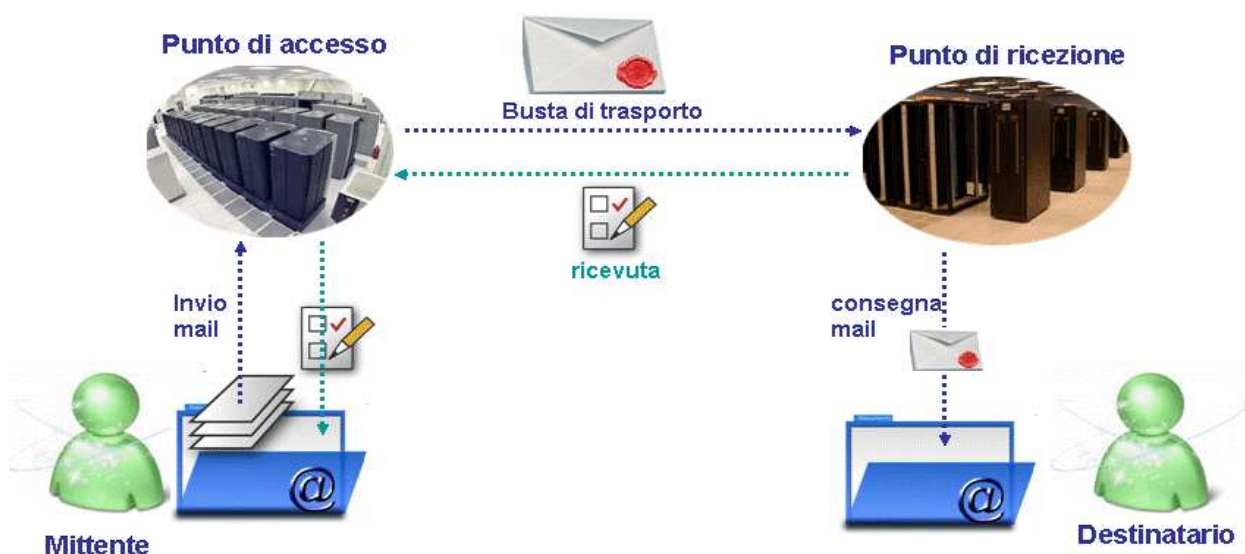 Punto di accesso
Busta di trasporto
Punto di ricezione
ricevuta
Invio
mail
consegna
mail
@
@
Mittente
Destinatario